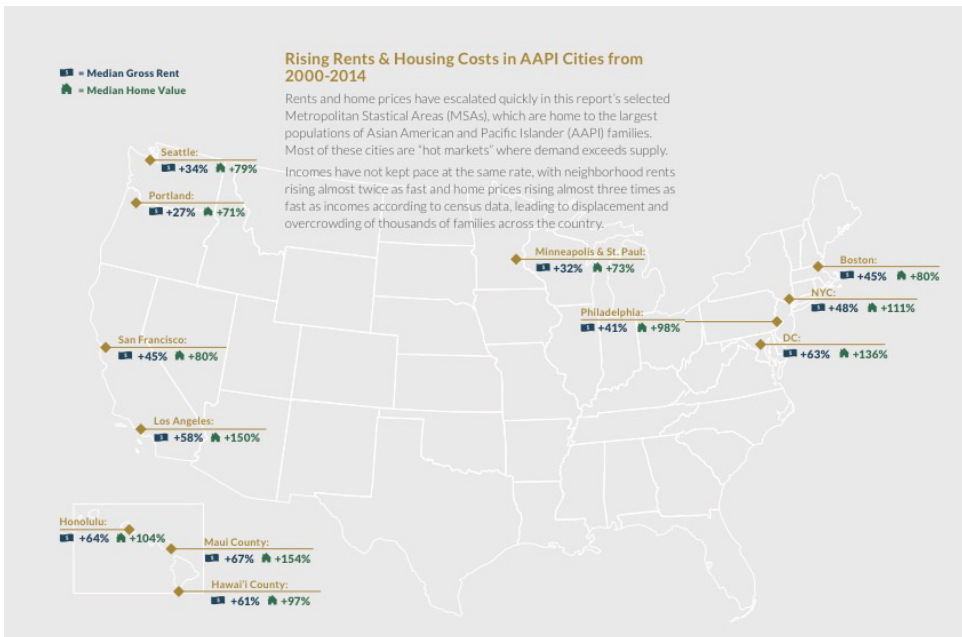 Rising Rents & Housing Costs in AAPI Cities from
2000-2014
= Median Gross Rent
= Median Home Value
Rents and home prices have escalated quickly in this report's selected
Metropolitan Stastical Areas (MSAs), which are home to the largest
populations of Asian American and Pacific Islander (AAPI) families.
Most of these cities are "hot markets" where demand exceeds supply.
Incomes have not kept pace at the same rate, with neighborhood rents
rising almost twice as fast and home prices rising almost three times as
fast as incomes according to census data, leading to displacement and
overcrowding of thousands of families across the country.
Seattle:
+34% +79%
Portland:
+27% +71%
Minneapolis & St. Paul:
+32% +73%
Boston:
+45% +80%
NYC:
+48% +111%
Philadelphia:
+41% +98%
DC:
+63% +136%
San Francisco:
+45% +80%
Los Angeles:
+58% +150%
Honolulu:
+64% +104%
Maui County:
+67% +154%
Hawai'i County:
+61% +97%